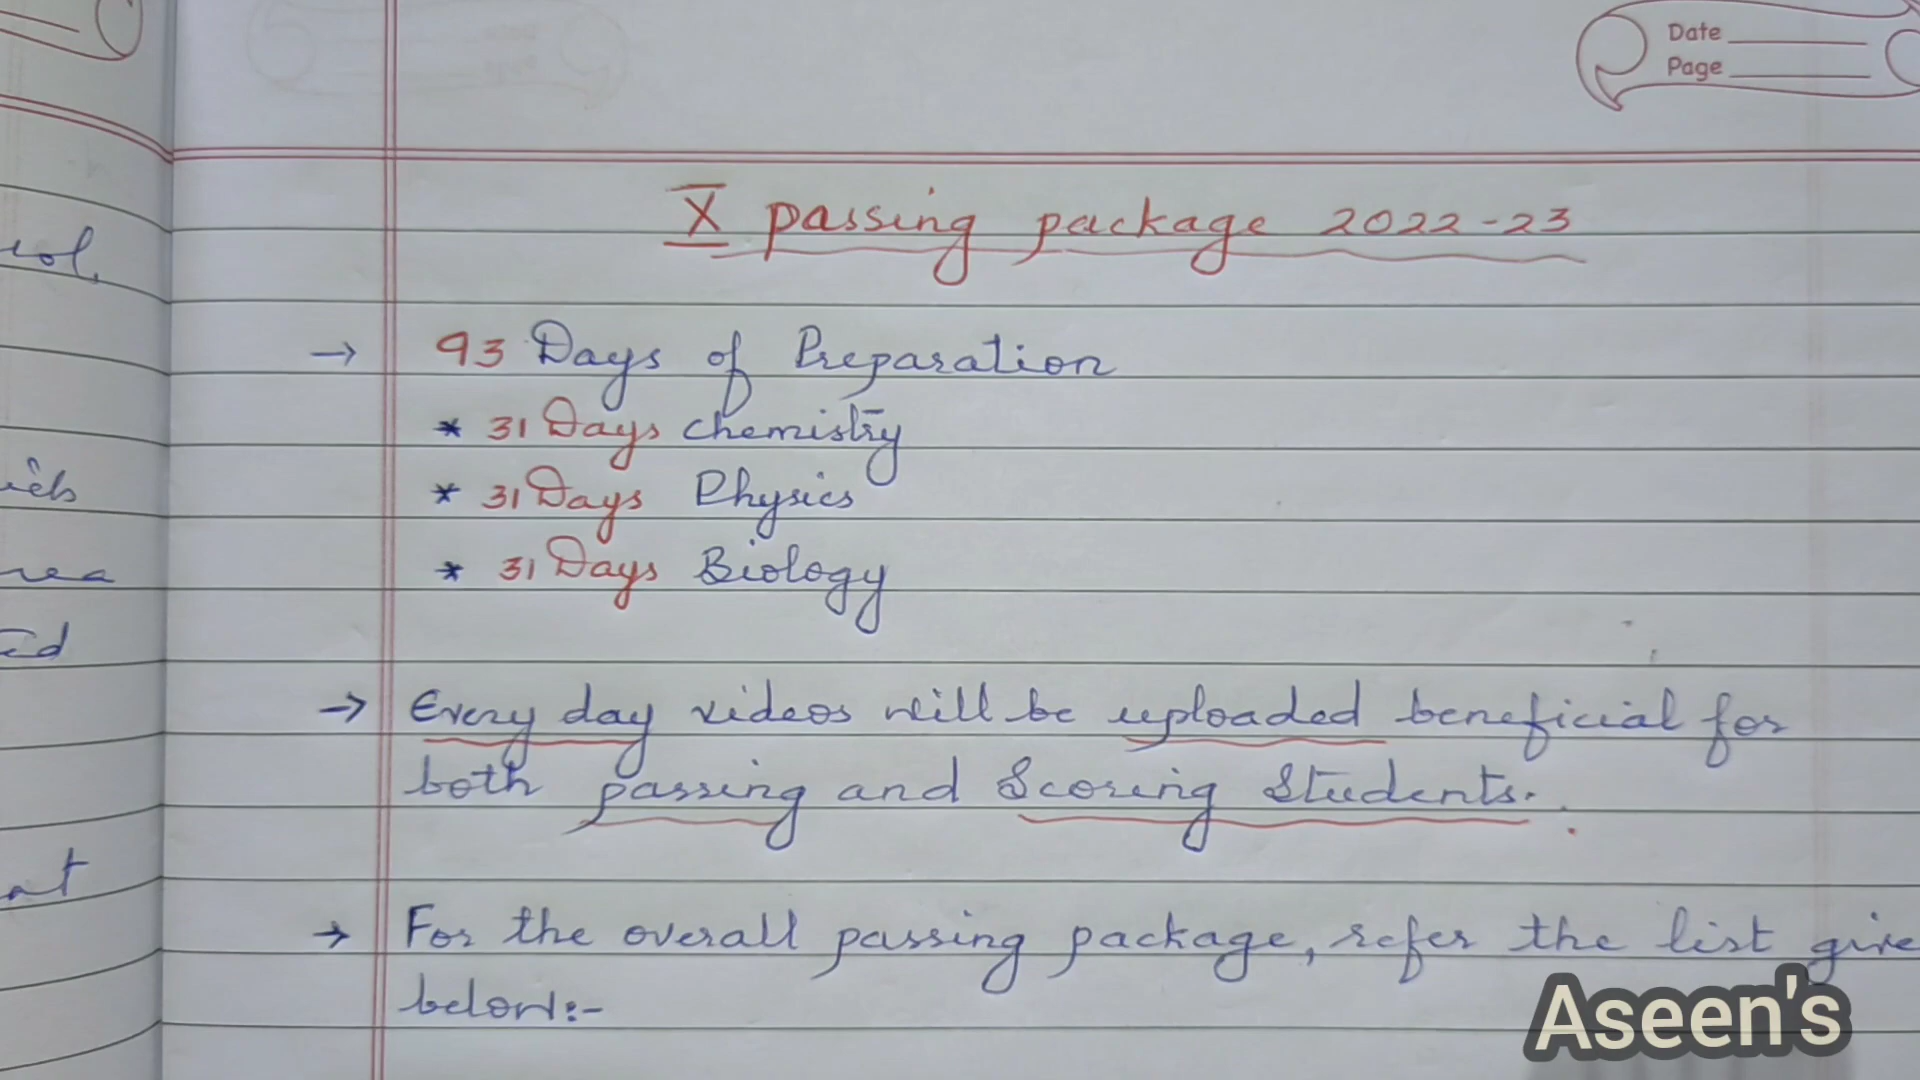 Date
Page
X passing package 2022-23
→ 93 Days of Preparation
* 31 Days Chemistry
* 31 Days Physics
* 31 Days Biology
→ Every day videos will be uploaded beneficial for
both passing and Scoring Students.
→ For the overall passing package, refer the list give
below:-
Aseen's